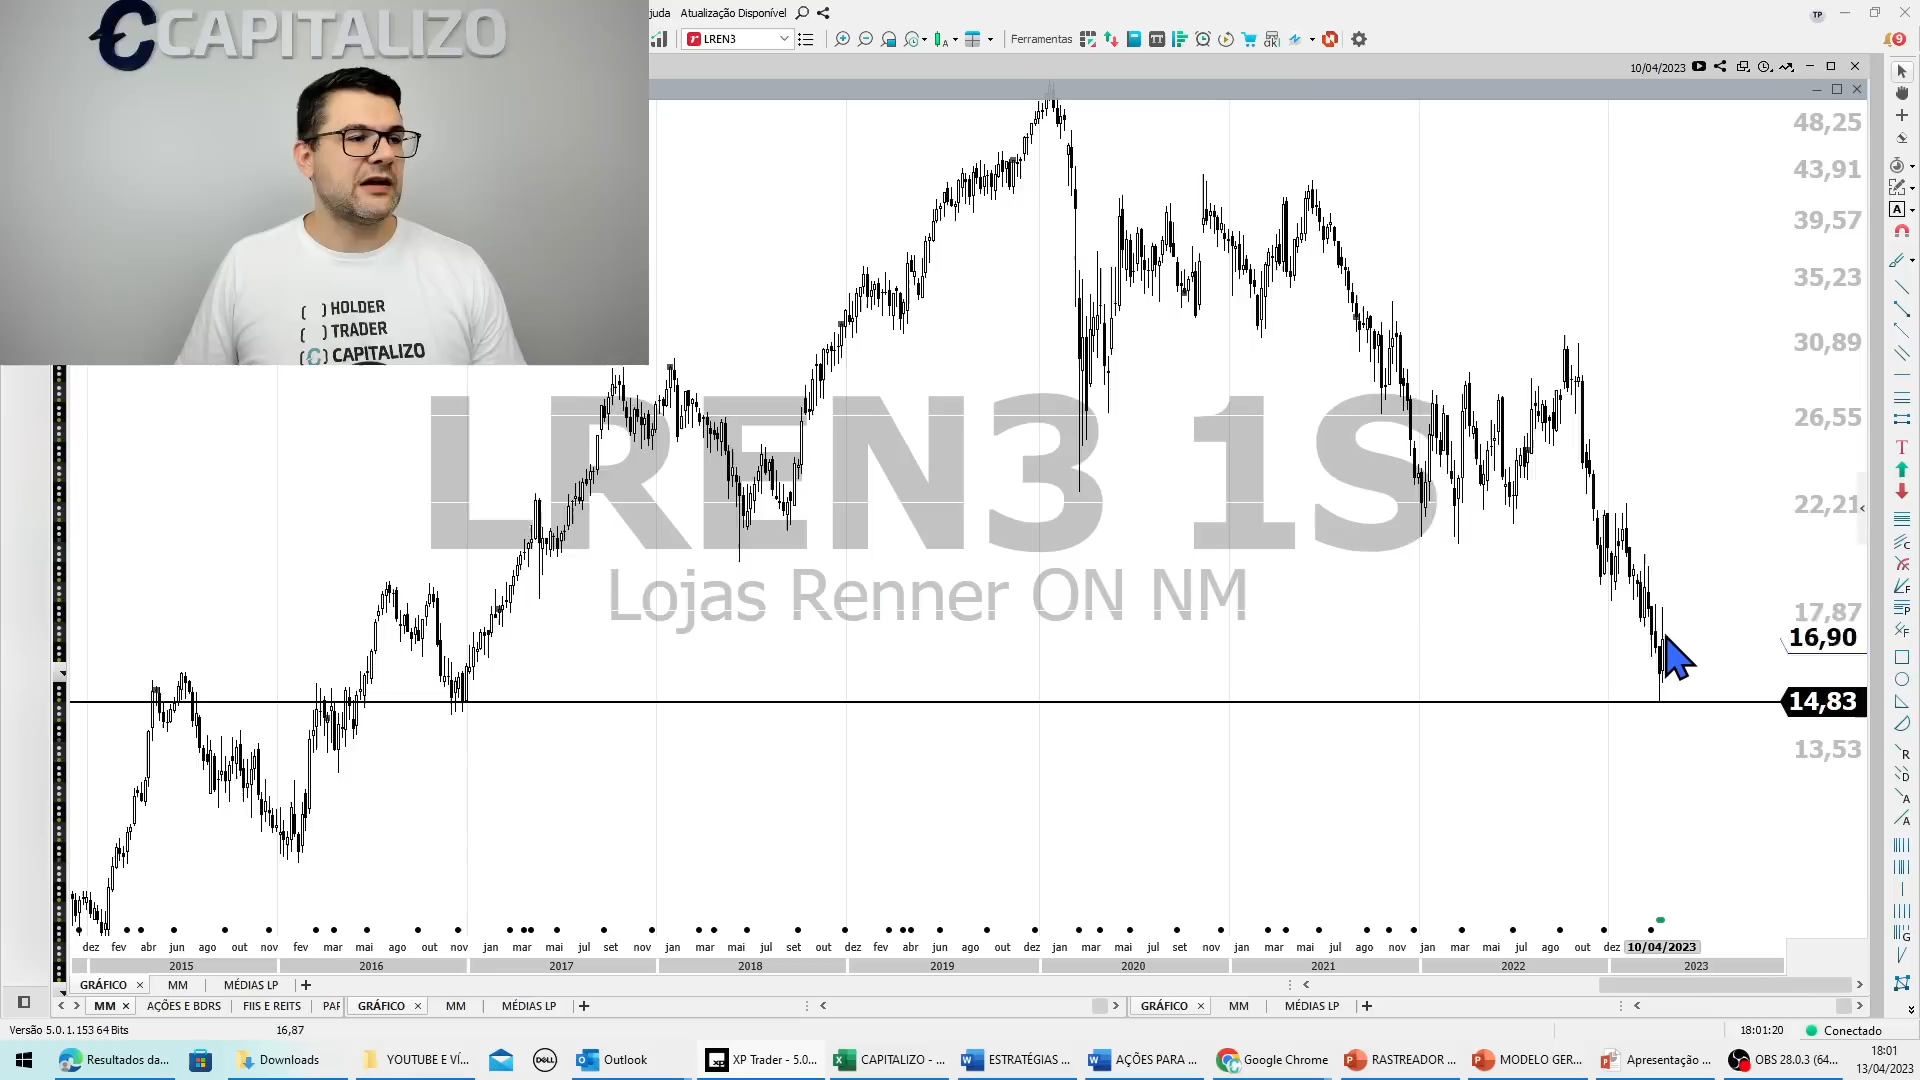 CAPITALIZO
( ) HOLDER
( ) TRADER
( ) CAPITALIZO
juda Atualização Disponível
TP
LREN3
Ferramentas
9
10/04/2023
48,25
43,91
39,57
35,23
30,89
26,55
22,21
17,87
16,90
14,83
13,53
LREN3 1S
Lojas Renner ON NM
dez fev abr jun ago out nov fev mar mai ago out nov jan mar mai jul set nov jan mar mai jul set out dez fev abr jun ago out dez jan mar mai jul set nov jan mar mai jul ago out nov jan mar mai jul ago out dez 10/04/2023
2015 2016 2017 2018 2019 2020 2021 2022 2023
GRÁFICO × MM MÉDIAS LP +
MM × AÇÕES E BDRS FIIS E REITS PAF GRÁFICO × MM MÉDIAS LP + GRÁFICO × MM MÉDIAS LP +
Versão 5.0.1.153 64 Bits 16,87 18:01:20 Conectado
Resultados da... Downloads YOUTUBE E VÍ... DELL Outlook XP Trader - 5.0... CAPITALIZO - ... ESTRATÉGIAS ... AÇÕES PARA ... Google Chrome RASTREADOR ... MODELO GER... Apresentação ... OBS 28.0.3 (64...
18:01
13/04/2023